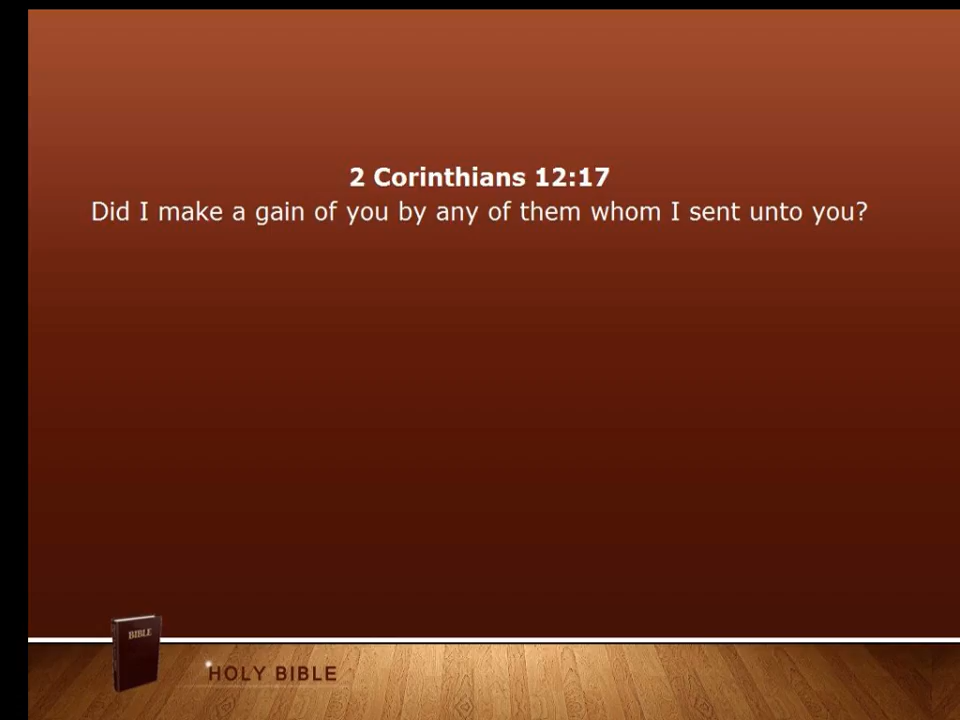 2 Corinthians 12:17
Did I make a gain of you by any of them whom I sent unto you?
BIBLE
HOLY BIBLE